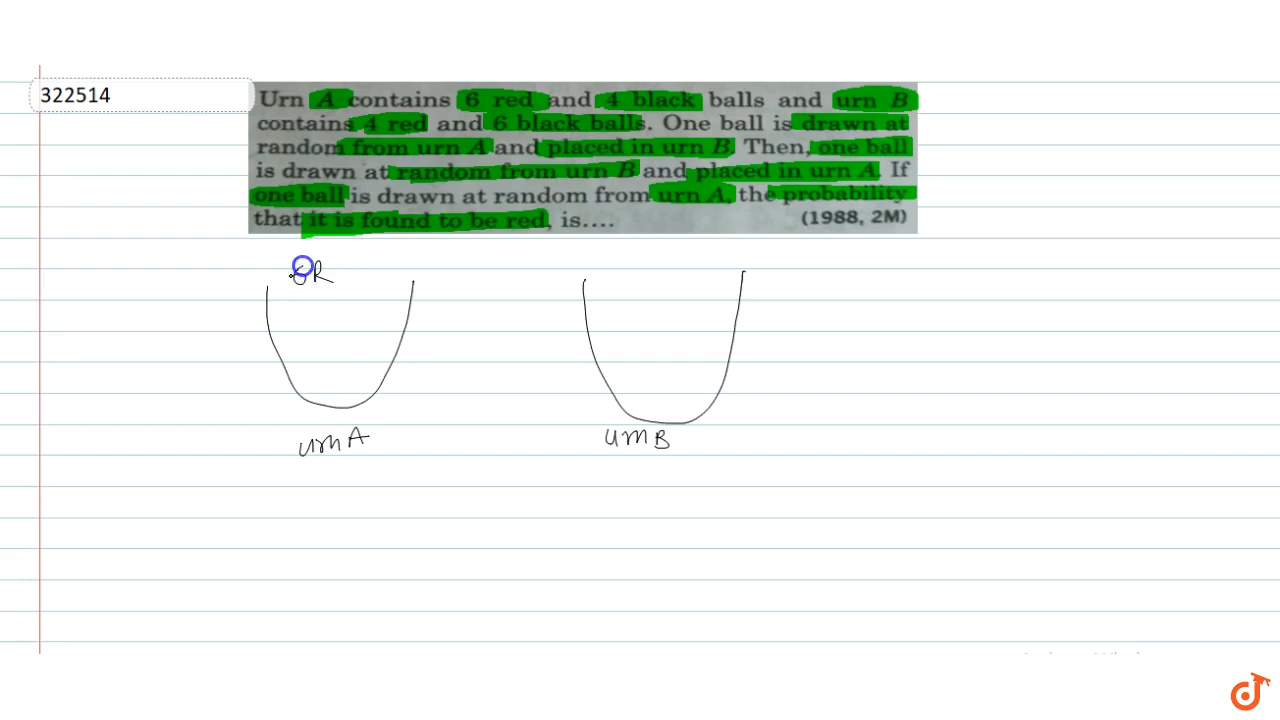 322514
Urn A contains 6 red and 4 black balls and urn B
contains 4 red and 6 black balls. One ball is drawn at
random from urn A and placed in urn B. Then, one ball
is drawn at random from urn B and placed in urn A. If
one ball is drawn at random from urn A, the probability
that it is found to be red, is....
(1988, 2M)
6R
urn A
urn B